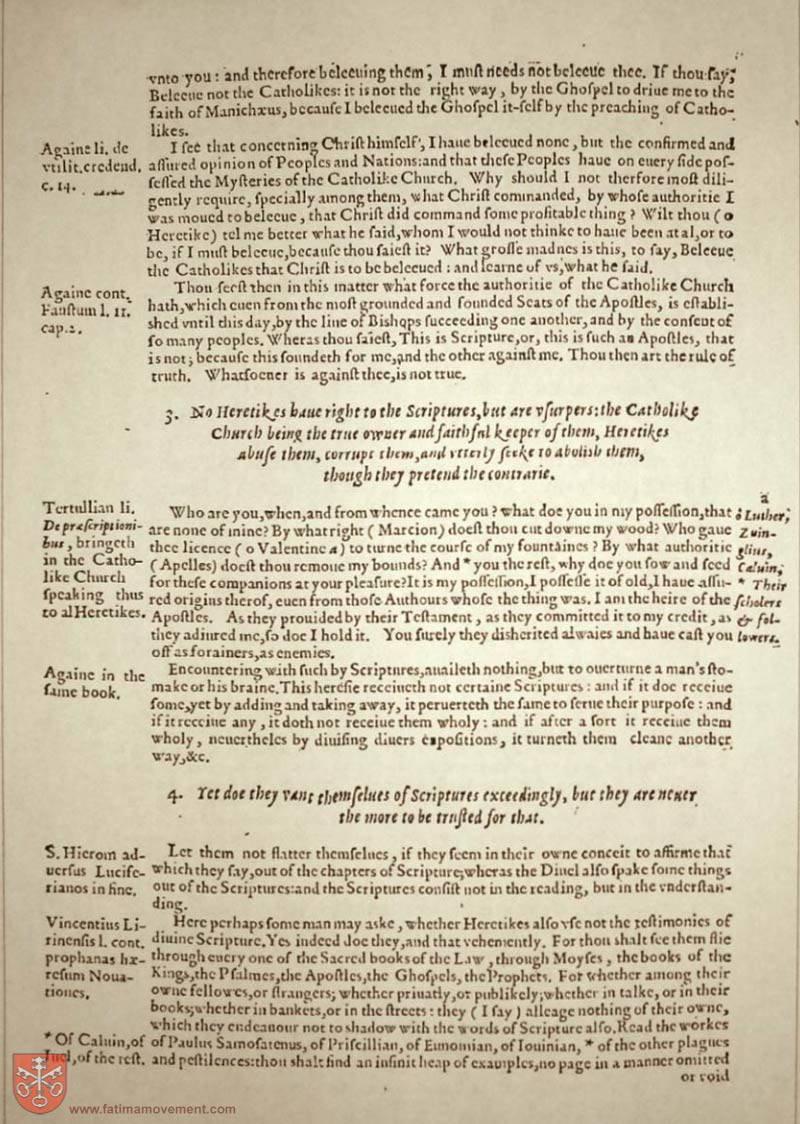 vnto you: and therefore beleeuing them, I muſt needs not beleeue thee. If thou ſay,
Beleeue not the Catholikes: it is not the right way, by the Ghoſpel to driue me to the
faith of Manichæus, becauſe I beleeued the Ghoſpel it-ſelf by the preaching of Catho-
likes.
Againe li. de
vtilit. credend.
c. 14.
I ſee that concerning Chriſt himſelf, I haue beleeued none, but the confirmed and
aſſured opinion of Peoples and Nations: and that theſe Peoples haue on euery ſide poſ-
ſeſſed the Myſteries of the Catholike Church. Why should I not therfore moſt dili-
gently require, ſpecially among them, what Chriſt commanded, by whoſe authoritie I
was moued to beleeue, that Chriſt did command ſome profitable thing? Wilt thou (o
Heretike) tel me better what he ſaid, whom I would not thinke to haue been at al, or to
be, if I muſt beleeue, becauſe thou ſaieſt it? What groſſe madnes is this, to ſay, Beleeue
the Catholikes that Chriſt is to be beleeued: and learne of vs, what he ſaid.
Againe cont.
Fauſtum l. 11.
cap. 2.
Thou ſeeſt then in this matter what force the authoritie of the Catholike Church
hath, which euen from the moſt grounded and founded Seats of the Apoſtles, is eſtabli-
shed vntil this day, by the line of Bishops ſucceeding one another, and by the conſent of
ſo many peoples. Wheras thou ſaieſt, This is Scripture, or, this is ſuch an Apoſtles, that
is not; becauſe this ſoundeth for me, and the other againſt me. Thou then art the rule of
truth. Whatſoeuer is againſt thee, is not true.
3. No Heretikes haue right to the Scriptures, but are vſurpers: the Catholike
Church being the true owner and faithful keeper of them, Heretikes
abuſe them, corrupt them, and vtterly ſeeke to abolish them,
though they pretend the contrarie.
Tertullian li.
De præſcriptioni-
bus, bringeth
in the Catho-
like Church
ſpeaking thus
to al Heretikes.
Who are you, when, and from whence came you? what doe you in my poſſeſſion, that
are none of mine? By what right (Marcion) doeſt thou cut downe my wood? Who gaue
thee licence (o Valentine a) to turne the courſe of my fountaines? By what authoritie
(Apelles) doeſt thou remoue my bounds? And * you the reſt, why doe you ſow and feed
for theſe companions at your pleaſure? It is my poſſeſſion, I poſſeſſe it of old, I haue aſſu-
red origins therof, euen from thoſe Authours whoſe the thing was. I am the heire of the
Apoſtles. As they prouided by their Teſtament, as they committed it to my credit, as
they adiured me, ſo doe I hold it. You ſurely they disherited alwaies and haue caſt you
off as forainers, as enemies.
a
Luther,
Zuin-
glius,
Caluin,
* Their
ſcholers
& fol-
lowers.
Againe in the
ſame book.
Encountering with ſuch by Scriptures, auaileth nothing, but to ouerturne a man's ſto-
make or his braine. This hereſie receiueth not certaine Scriptures: and if it doe receiue
ſome, yet by adding and taking away, it peruerteth the ſame to ſerue their purpoſe: and
if it receiue any, it doth not receiue them wholy: and if after a ſort it receiue them
wholy, neuertheles by diuiſing diuers expoſitions, it turneth them cleane another
way, &c.
4. Yet doe they vant themſelues of Scriptures exceedingly, but they are neuer
the more to be truſted for that.
S. Hierom ad-
uerſus Lucife-
rianos in fine.
Let them not flatter themſelues, if they ſeem in their owne conceit to affirme that
which they ſay, out of the chapters of Scripture, wheras the Diuel alſo ſpake ſome things
out of the Scriptures: and the Scriptures conſiſt not in the reading, but in the vnderſtan-
ding.
Vincentius Li-
rinenſis l. cont.
prophanas hæ-
reſum Noua-
tiones.
Here perhaps ſome man may aske, whether Heretikes alſo vſe not the teſtimonies of
diuine Scripture. Yes indeed doe they, and that vehemently. For thou shalt ſee them flie
through euery one of the Sacred books of the Law, through Moyſes, the books of the
Kings, the Pſalmes, the Apoſtles, the Ghoſpels, the Prophets. For whether among their
owne fellowes, or ſtrangers; whether priuatly, or publikely; whether in talke, or in their
books; whether in bankets, or in the ſtreets: they (I ſay) alleage nothing of their owne,
which they endeauour not to shadow with the words of Scripture alſo. Read the workes
of Paulus Samoſatenus, of Priſcillian, of Eunomian, of Iouinian, * of the other plagues
and peſtilences: thou shalt find an infinit heap of examples, no page in a manner omitted
or void
* Of Caluin, of
Iuel, of the reſt.
www.fatimamovement.com